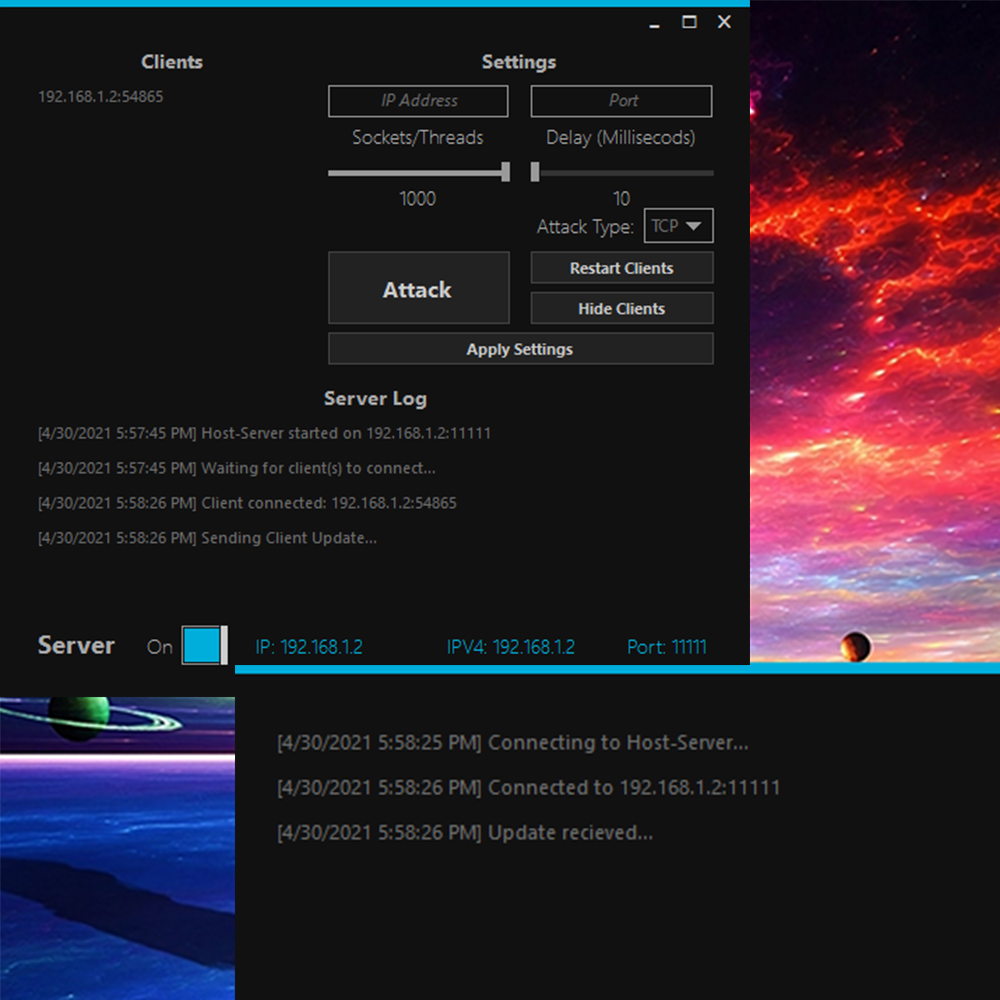 Clients
Settings
192.168.1.2:54865
IP Address
Port
Sockets/Threads
Delay (Millisecods)
1000
10
Attack Type: TCP
Attack
Restart Clients
Hide Clients
Apply Settings
Server Log
[4/30/2021 5:57:45 PM] Host-Server started on 192.168.1.2:11111
[4/30/2021 5:57:45 PM] Waiting for client(s) to connect...
[4/30/2021 5:58:26 PM] Client connected: 192.168.1.2:54865
[4/30/2021 5:58:26 PM] Sending Client Update...
Server On IP: 192.168.1.2 IPV4: 192.168.1.2 Port: 11111
[4/30/2021 5:58:25 PM] Connecting to Host-Server...
[4/30/2021 5:58:26 PM] Connected to 192.168.1.2:11111
[4/30/2021 5:58:26 PM] Update recieved...